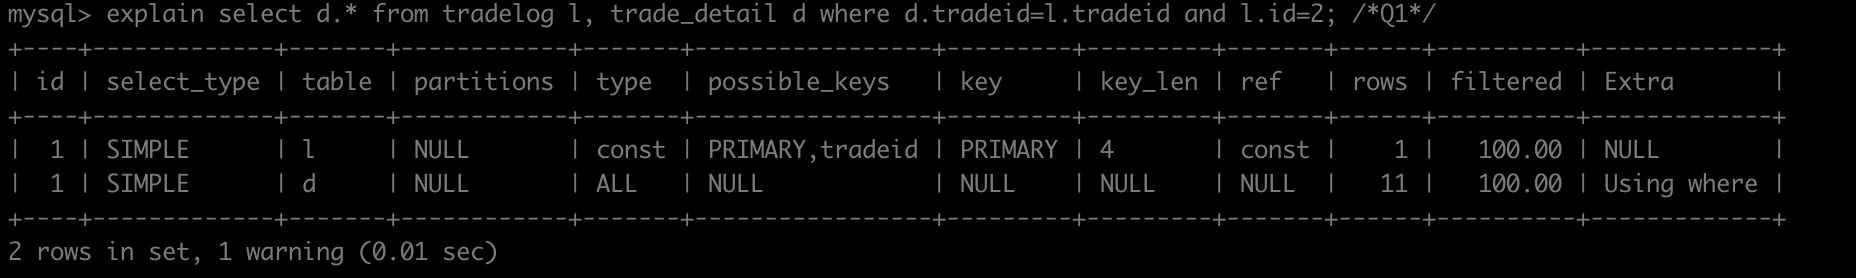 mysql> explain select d.* from tradelog l, trade_detail d where d.tradeid=l.tradeid and l.id=2; /*Q1*/
+----+-------------+-------+------------+-------+-----------------+---------+---------+-------+------+----------+-------------+
| id | select_type | table | partitions | type  | possible_keys   | key     | key_len | ref   | rows | filtered | Extra       |
+----+-------------+-------+------------+-------+-----------------+---------+---------+-------+------+----------+-------------+
|  1 | SIMPLE      | l     | NULL       | const | PRIMARY,tradeid | PRIMARY | 4       | const |    1 |   100.00 | NULL        |
|  1 | SIMPLE      | d     | NULL       | ALL   | NULL            | NULL    | NULL    | NULL  |   11 |   100.00 | Using where |
+----+-------------+-------+------------+-------+-----------------+---------+---------+-------+------+----------+-------------+
2 rows in set, 1 warning (0.01 sec)